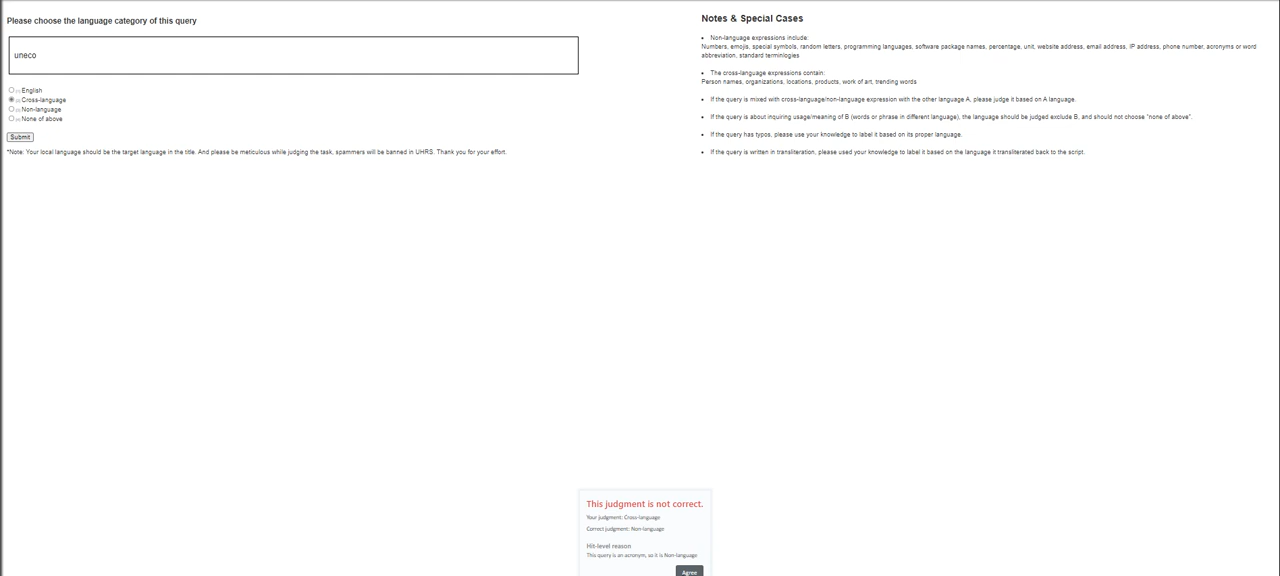 Please choose the language category of this query
uneco
English
Cross-language
Non-language
None of above
Submit
*Note: Your local language should be the target language in the title. And please be meticulous while judging the task, spammers will be banned in UHRS. Thank you for your effort.
Notes & Special Cases
• Non-language expressions include:
Numbers, emojis, special symbols, random letters, programming languages, software package names, percentage, unit, website address, email address, IP address, phone number, acronyms or word
abbreviation, standard terminlogies
• The cross-language expressions contain:
Person names, organizations, locations, products, work of art, trending words
• If the query is mixed with cross-language/non-language expression with the other language A, please judge it based on A language.
• If the query is about inquiring usage/meaning of B (words or phrase in different language), the language should be judged exclude B, and should not choose "none of above".
• If the query has typos, please use your knowledge to label it based on its proper language.
• If the query is written in transliteration, please used your knowledge to label it based on the language it transliterated back to the script.
This judgment is not correct.
Your judgment: Cross-language
Correct judgment: Non-language
Hit-level reason
This query is an acronym, so it is Non-language
Agree